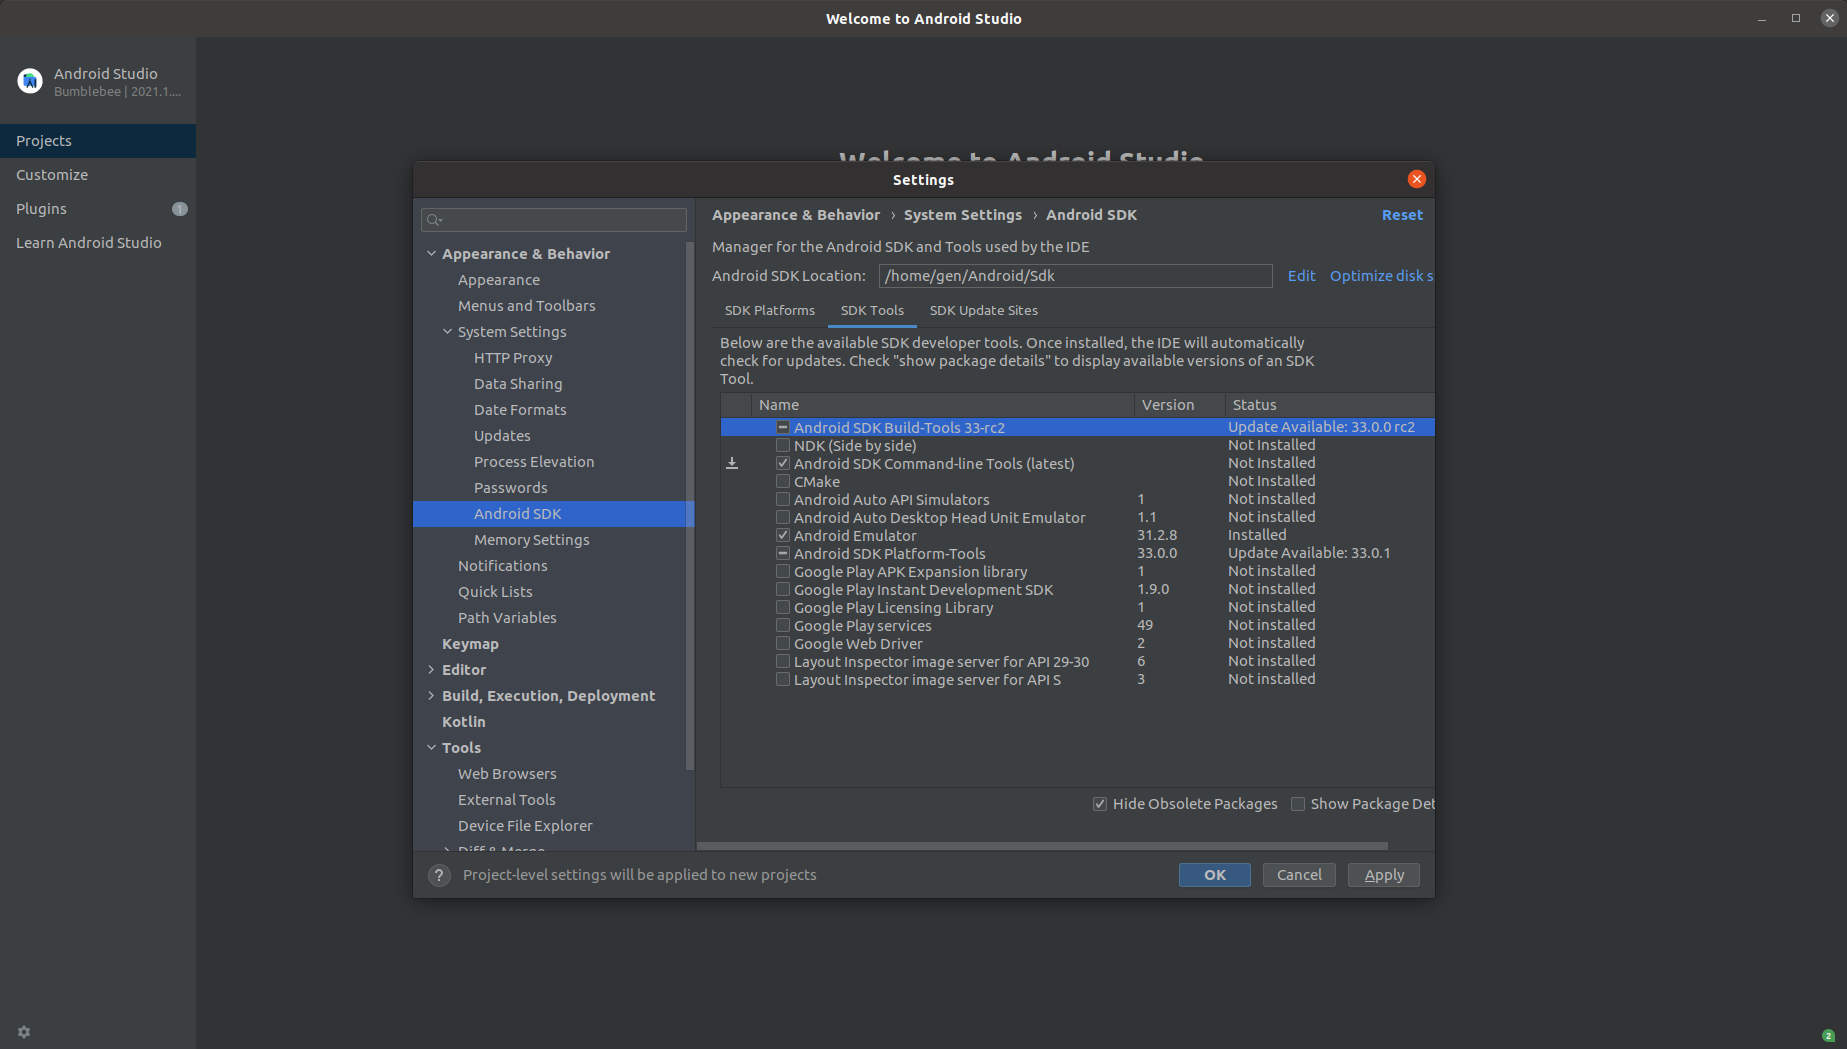 Welcome to Android Studio
Android Studio
Bumblebee | 2021.1....
Projects
Customize
Plugins
1
Learn Android Studio
Welcome to Android Studio
Settings
Appearance & Behavior
Appearance
Menus and Toolbars
System Settings
HTTP Proxy
Data Sharing
Date Formats
Updates
Process Elevation
Passwords
Android SDK
Memory Settings
Notifications
Quick Lists
Path Variables
Keymap
Editor
Build, Execution, Deployment
Kotlin
Tools
Web Browsers
External Tools
Device File Explorer
Diff & Merge
Appearance & Behavior › System Settings › Android SDK
Reset
Manager for the Android SDK and Tools used by the IDE
Android SDK Location: /home/gen/Android/Sdk Edit Optimize disk s
SDK Platforms SDK Tools SDK Update Sites
Below are the available SDK developer tools. Once installed, the IDE will automatically
check for updates. Check "show package details" to display available versions of an SDK
Tool.
Name Version Status
Android SDK Build-Tools 33-rc2 Update Available: 33.0.0 rc2
NDK (Side by side) Not Installed
Android SDK Command-line Tools (latest) Not Installed
CMake Not Installed
Android Auto API Simulators 1 Not installed
Android Auto Desktop Head Unit Emulator 1.1 Not installed
Android Emulator 31.2.8 Installed
Android SDK Platform-Tools 33.0.0 Update Available: 33.0.1
Google Play APK Expansion library 1 Not installed
Google Play Instant Development SDK 1.9.0 Not installed
Google Play Licensing Library 1 Not installed
Google Play services 49 Not installed
Google Web Driver 2 Not installed
Layout Inspector image server for API 29-30 6 Not installed
Layout Inspector image server for API S 3 Not installed
Hide Obsolete Packages Show Package Det
? Project-level settings will be applied to new projects
OK Cancel Apply
2